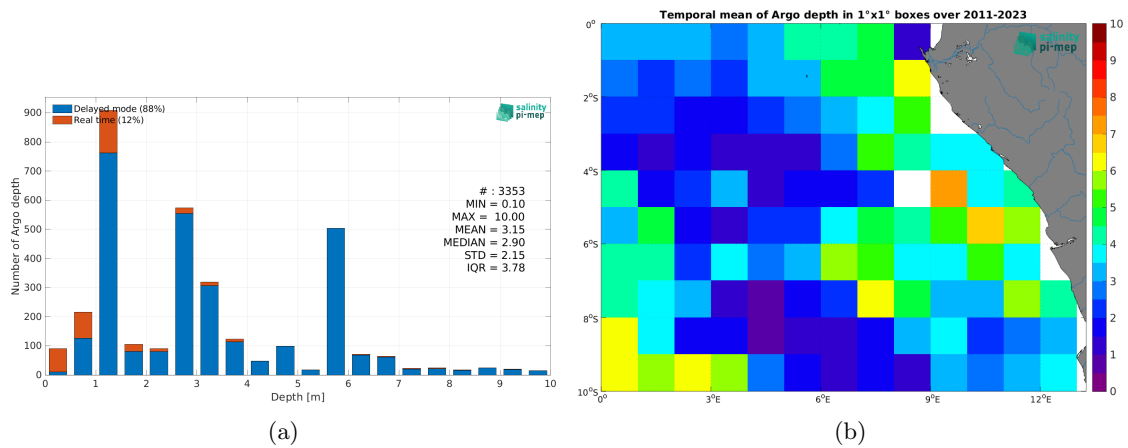 Delayed mode (88%)
Real time (12%)
salinity
pi-mep
# : 3353
MIN = 0.10
MAX = 10.00
MEAN = 3.15
MEDIAN = 2.90
STD = 2.15
IQR = 3.78
Number of Argo depth
900
800
700
600
500
400
300
200
100
0
0 1 2 3 4 5 6 7 8 9 10
Depth [m]
(a)
Temporal mean of Argo depth in 1°x1° boxes over 2011-2023
salinity
pi-mep
0°
2°S
4°S
6°S
8°S
10°S
0° 3°E 6°E 9°E 12°E
10
9
8
7
6
5
4
3
2
1
0
(b)